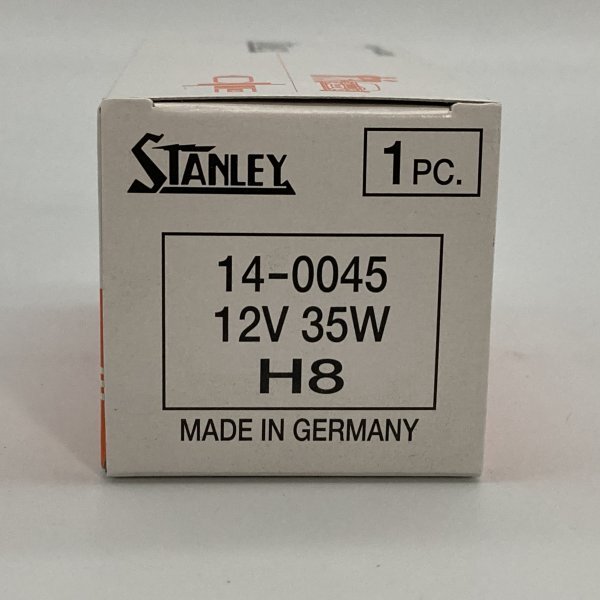 STANLEY
1 PC.
14-0045
12V 35W
H8
MADE IN GERMANY